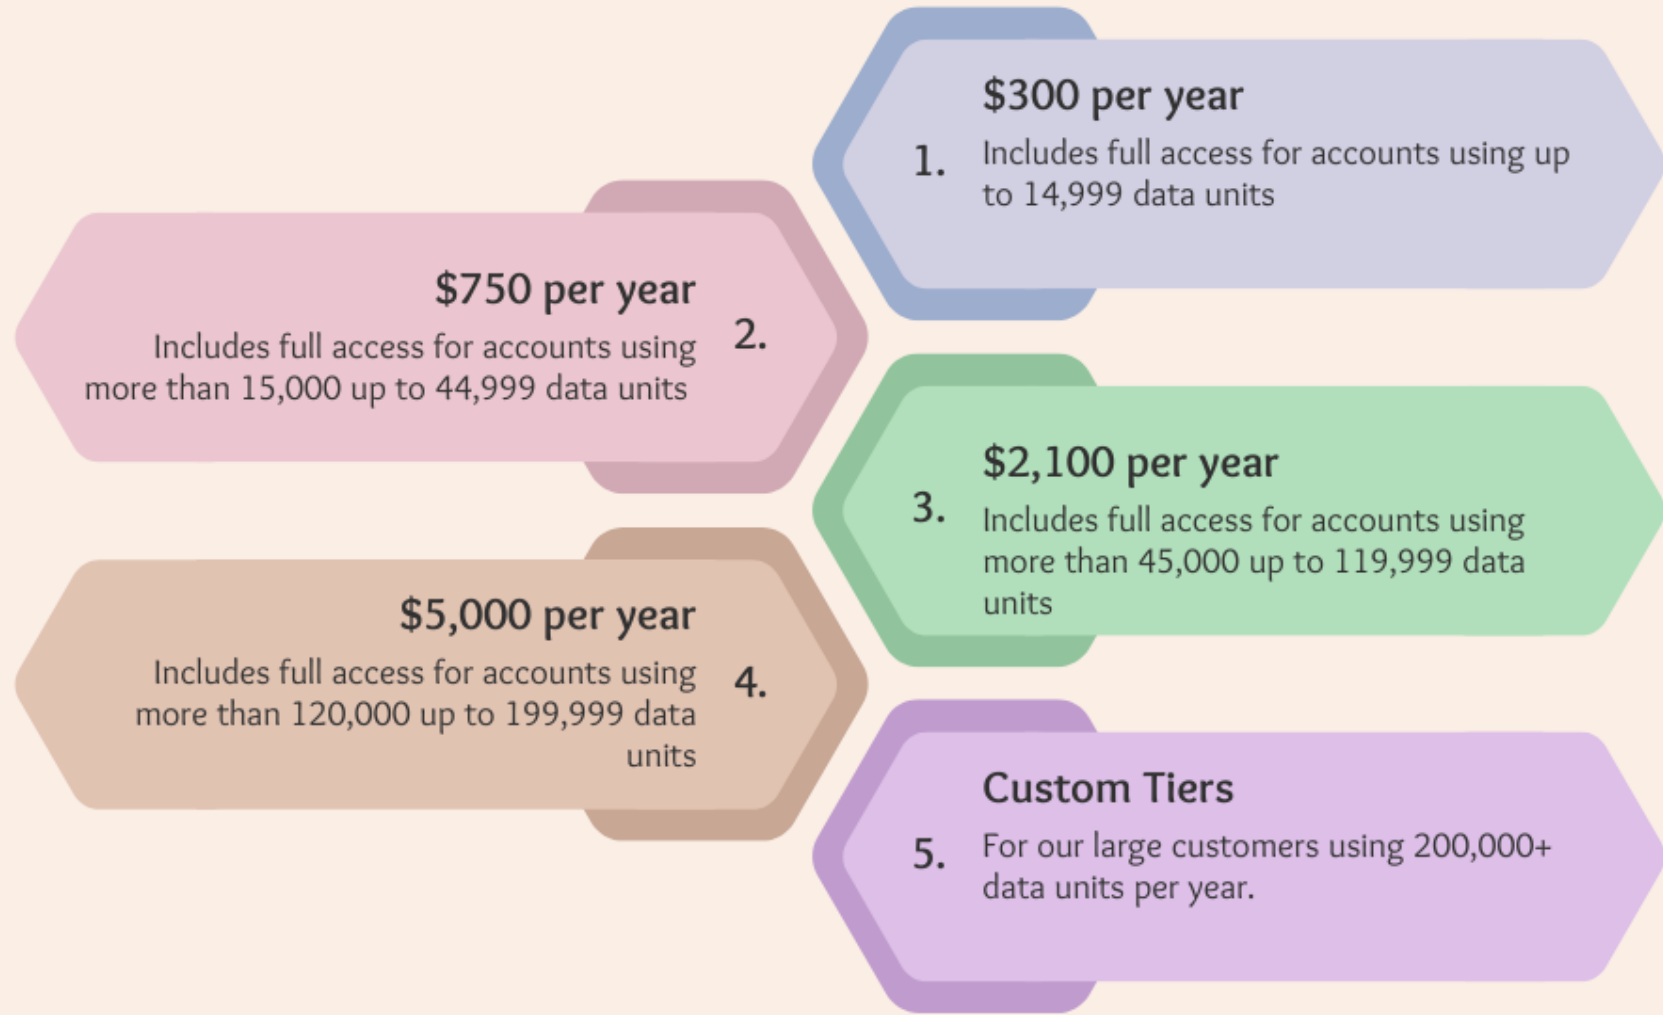 1.
$300 per year
Includes full access for accounts using up
to 14,999 data units
2.
$750 per year
Includes full access for accounts using
more than 15,000 up to 44,999 data units
3.
$2,100 per year
Includes full access for accounts using
more than 45,000 up to 119,999 data
units
4.
$5,000 per year
Includes full access for accounts using
more than 120,000 up to 199,999 data
units
5.
Custom Tiers
For our large customers using 200,000+
data units per year.